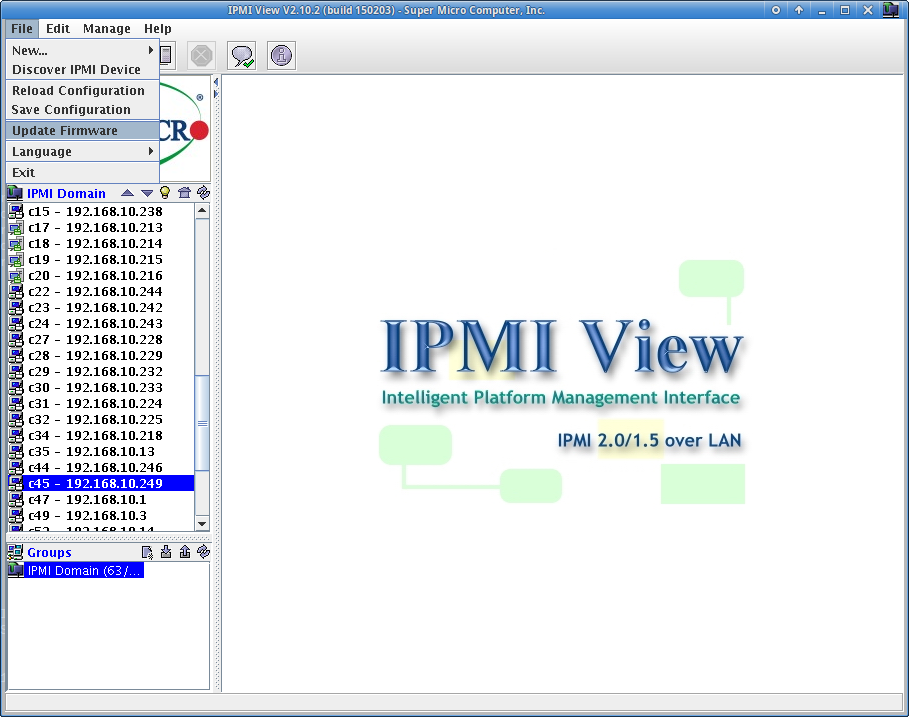 IPMI View V2.10.2 (build 150203) - Super Micro Computer, Inc.
File Edit Manage Help
New...
Discover IPMI Device
Reload Configuration
Save Configuration
Update Firmware
Language
Exit
CRO
®
IPMI Domain
c15 - 192.168.10.238
c17 - 192.168.10.213
c18 - 192.168.10.214
c19 - 192.168.10.215
c20 - 192.168.10.216
c22 - 192.168.10.244
c23 - 192.168.10.242
c24 - 192.168.10.243
c27 - 192.168.10.228
c28 - 192.168.10.229
c29 - 192.168.10.232
c30 - 192.168.10.233
c31 - 192.168.10.224
c32 - 192.168.10.225
c34 - 192.168.10.218
c35 - 192.168.10.13
c44 - 192.168.10.246
c45 - 192.168.10.249
c47 - 192.168.10.1
c49 - 192.168.10.3
c52 - 192.168.10.14
Groups
IPMI Domain (63/...
IPMI View
Intelligent Platform Management Interface
IPMI 2.0/1.5 over LAN